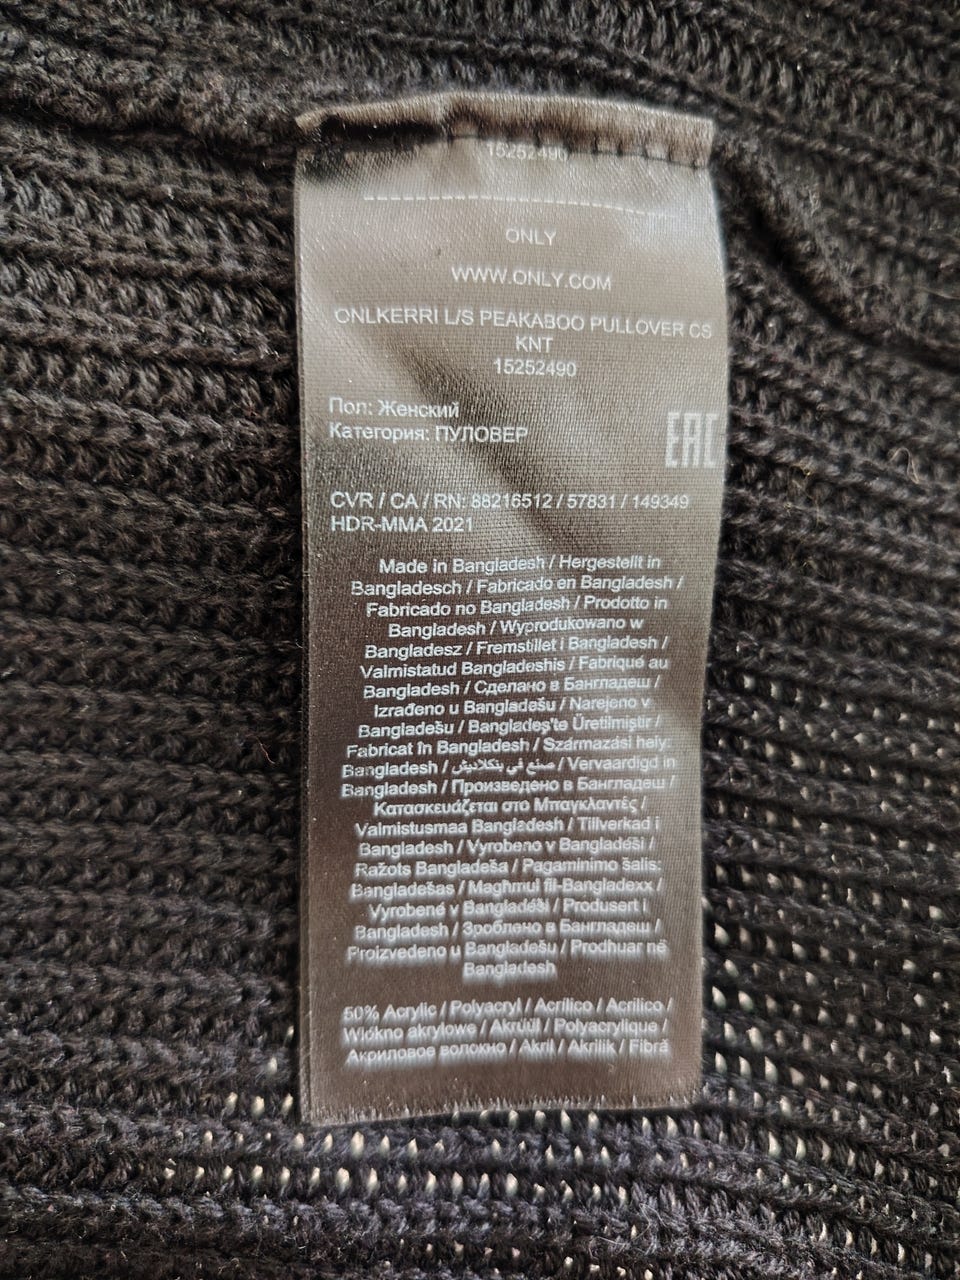 15252490
ONLY
WWW.ONLY.COM
ONLKERRI L/S PEAKABOO PULLOVER CS
KNT
15252490
Пол: Женский
Категория: ПУЛОВЕР
EAC
CVR / CA / RN: 88216512 / 57831 / 149349
HDR-MMA 2021
Made in Bangladesh / Hergestellt in
Bangladesch / Fabricado en Bangladesh /
Fabricado no Bangladesh / Prodotto in
Bangladesh / Wyprodukowano w
Bangladesz / Fremstillet i Bangladesh /
Valmistatud Bangladeshis / Fabriqué au
Bangladesh / Сделано в Бангладеш /
Izrađeno u Bangladešu / Narejeno v
Bangladešu / Bangladeş'te Üretilmiştir /
Fabricat în Bangladesh / Származási hely:
Bangladesh / صنع في بنكلاديش / Vervaardigd in
Bangladesh / Произведено в Бангладеш /
Κατασκευάζεται στο Μπαγκλαντές /
Valmistusmaa Bangladesh / Tillverkad i
Bangladesh / Vyrobeno v Bangladéši /
Ražots Bangladeša / Pagaminimo šalis:
Bangladešas / Magħmul fil-Bangladexx /
Vyrobené v Bangladéši / Produsert i
Bangladesh / Зроблено в Бангладеш /
Proizvedeno u Bangladešu / Prodhuar në
Bangladesh
50% Acrylic / Polyacryl / Acrílico / Acrilico /
Włókno akrylowe / Akrüül / Polyacrylique /
Акриловое волокно / Akril / Akrilik / Fibră